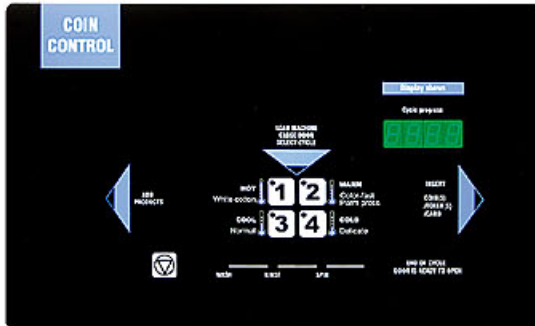 COIN
CONTROL
Display shows
Cycle progress
LOAD MACHINE
CLOSE DOOR
SELECT CYCLE
ADD
PRODUCTS
HOT
White-cotton
1
2
WARM
Color-fast
Perm. press
COOL
Normal
3
4
COLD
Delicate
INSERT
COIN(S)
/TOKEN(S)
/CARD
WASH RINSE SPIN
END OF CYCLE
DOOR IS READY TO OPEN